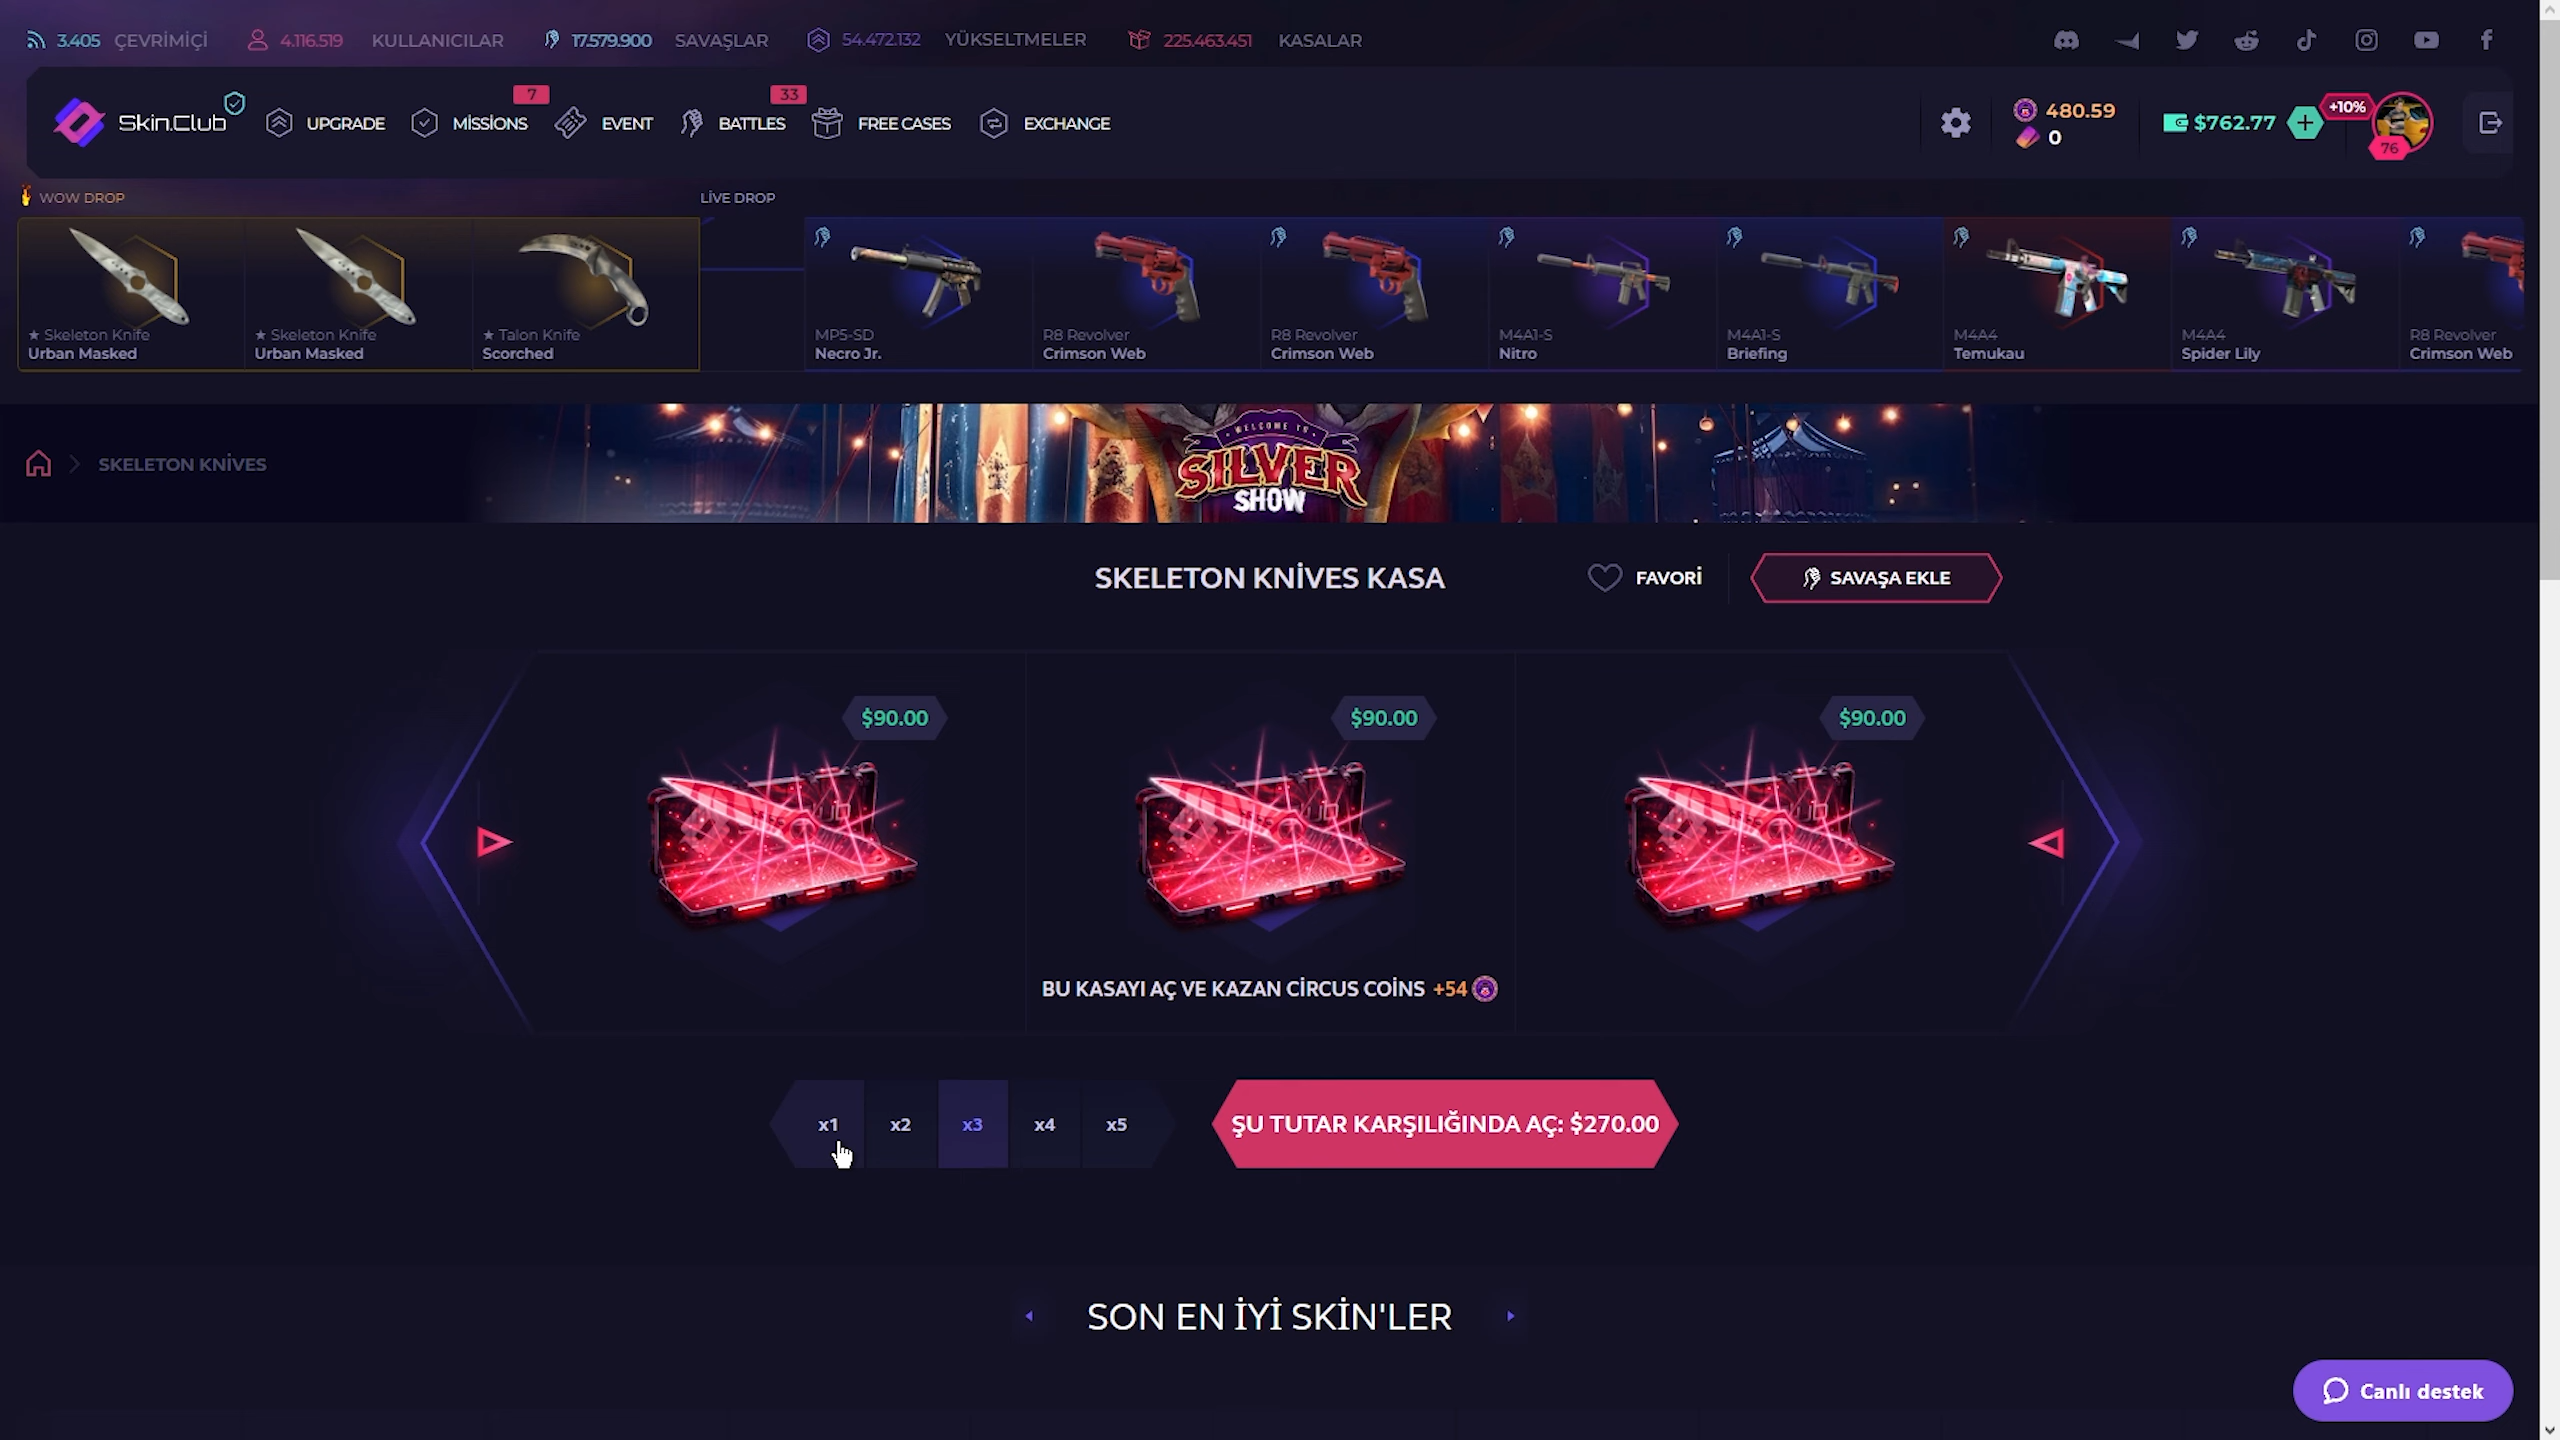 3.405 ÇEVRİMİÇİ 4.116.519 KULLANICILAR 17.579.900 SAVAŞLAR 54.472.132 YÜKSELTMELER 225.463.451 KASALAR
Skin.Club UPGRADE MİSSİONS 7 EVENT BATTLES 33 FREE CASES EXCHANGE 480.59 0 $762.77 +10% 76
WOW DROP LİVE DROP
★ Skeleton Knife
Urban Masked
★ Skeleton Knife
Urban Masked
★ Talon Knife
Scorched
MP5-SD
Necro Jr.
R8 Revolver
Crimson Web
R8 Revolver
Crimson Web
M4A1-S
Nitro
M4A1-S
Briefing
M4A4
Temukau
M4A4
Spider Lily
R8 Revolver
Crimson Web
SKELETON KNİVES
WELCOME TO
SILVER
SHOW
SKELETON KNİVES KASA FAVORİ SAVAŞA EKLE
$90.00 $90.00 $90.00
BU KASAYI AÇ VE KAZAN CİRCUS COİNS +54
x1 x2 x3 x4 x5 ŞU TUTAR KARŞILIĞINDA AÇ: $270.00
SON EN İYİ SKİN'LER
Canlı destek